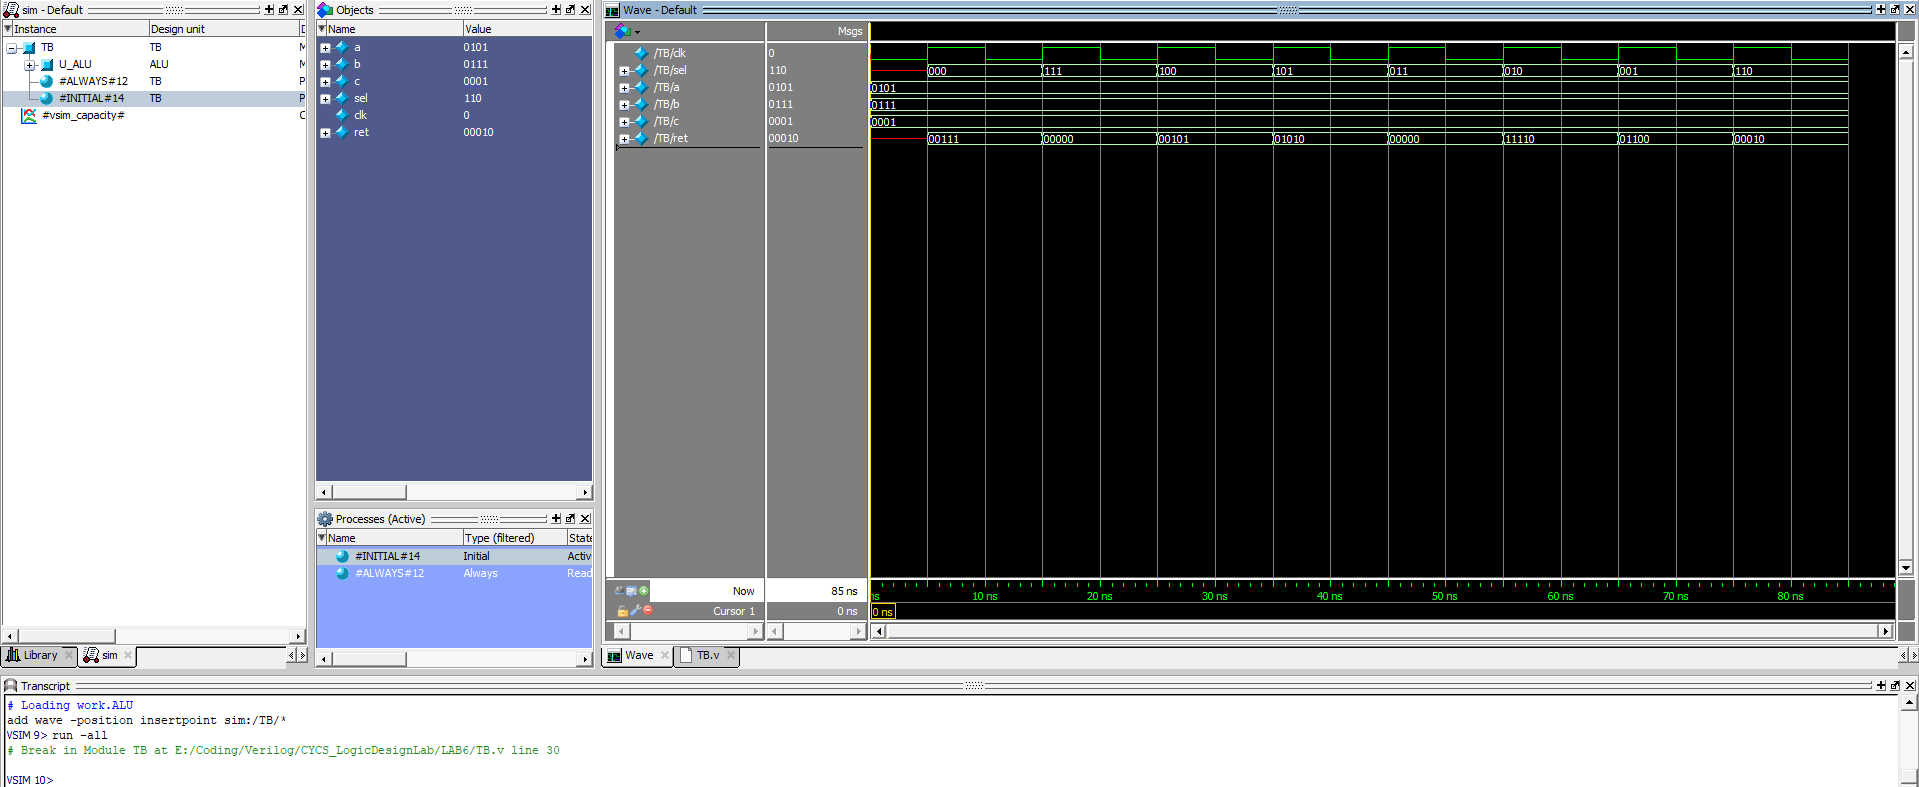 sim - Default
Instance Design unit D
TB TB M
U_ALU ALU M
#ALWAYS#12 TB P
#INITIAL#14 TB P
#vsim_capacity# C
Library sim
Objects
Name Value
a 0101
b 0111
c 0001
sel 110
clk 0
ret 00010
Processes (Active)
Name Type (filtered) State
#INITIAL#14 Initial Activ
#ALWAYS#12 Always Read
Wave - Default
Msgs
/TB/clk 0
/TB/sel 110 000 111 100 101 011 010 001 110
/TB/a 0101 0101
/TB/b 0111 0111
/TB/c 0001 0001
/TB/ret 00010 00111 00000 00101 01010 00000 11110 01100 00010
Now 85 ns ns 10 ns 20 ns 30 ns 40 ns 50 ns 60 ns 70 ns 80 ns
Cursor 1 0 ns 0 ns
Wave TB.v
Transcript
# Loading work.ALU
add wave -position insertpoint sim:/TB/*
VSIM 9> run -all
# Break in Module TB at E:/Coding/Verilog/CYCS_LogicDesignLab/LAB6/TB.v line 30
VSIM 10>